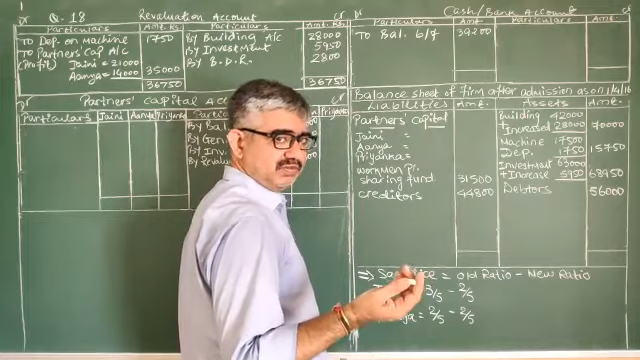 Q. 18
Revaluation Account
Dr
Cr
Particulars
Amt. Rs.
Particulars
Amt. Rs.
To Dep. on Machine
1750
By Building A/c
28000
To Partners' Cap A/c
By Investment
5950
(Profit) Jaini = 21000
By B.D.R.
2800
Aanya = 14000
35000
36750
36750
Partners' Capital
Particulars
Jaini
Aanya
Priyanka
By Bal
By Gen
By Inv
Cash/Bank Account
Particulars
Amt
Particulars
Amt.
To Bal. b/f
39200
Balance sheet of firm after admission as on
Liabilities
Amt.
Assets
Amt.
Partners' Capital
Building 42000
Jaini =
+Increased 28000
70000
Aanya =
Machine 17500
Priyanka =
Dep. 1750
15750
Workmen
Investment 63000
sharing fund
31500
+Increase 5950
68950
Creditors
44800
Debtors
56000
⇒ = Old Ratio - New Ratio
3/5 - 2/5
= 2/5 - 2/5